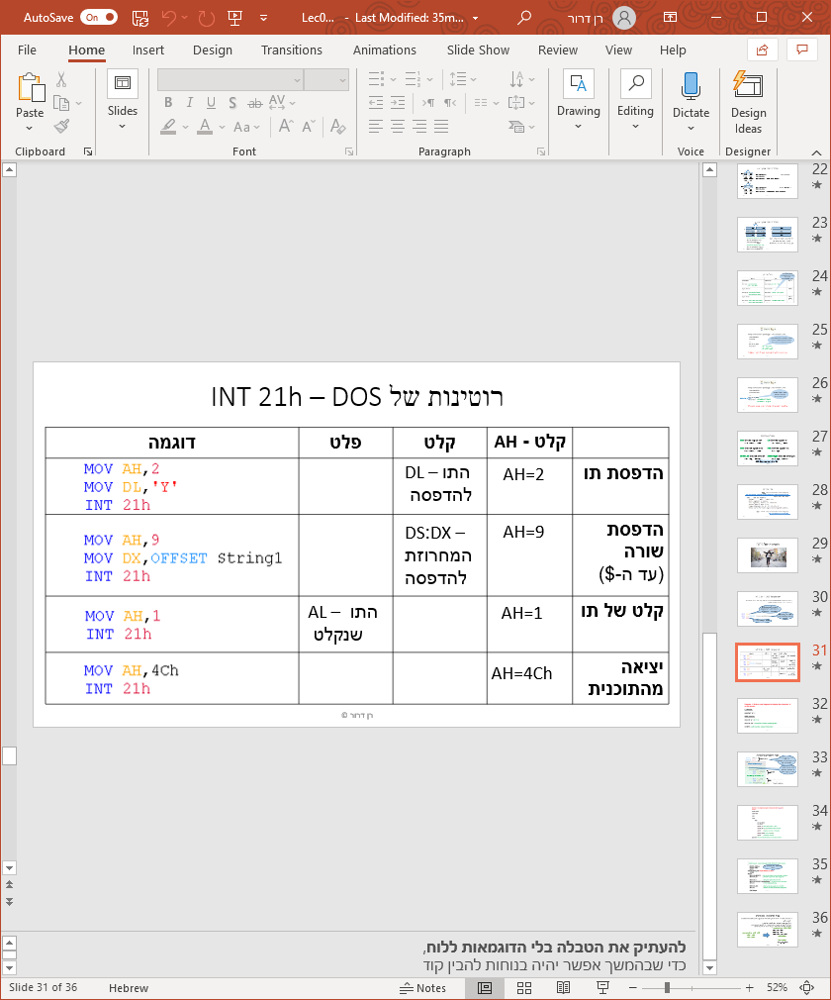 AutoSave On
Lec0... - Last Modified: 35m...
רן דרור
File Home Insert Design Transitions Animations Slide Show Review View Help
Paste
Slides
B I U S ab AV
A Aa A A A
Drawing
Editing
Dictate
Design Ideas
Clipboard
Font
Paragraph
Voice
Designer
רוטינות של INT 21h – DOS
קלט - AH קלט פלט דוגמה
הדפסת תו
AH=2
DL – התו
להדפסה
MOV AH,2
MOV DL,'Y'
INT 21h
הדפסת
שורה
(עד ה-$)
AH=9
DS:DX –
המחרוזת
להדפסה
MOV AH,9
MOV DX,OFFSET String1
INT 21h
קלט של תו
AH=1
AL – התו
שנקלט
MOV AH,1
INT 21h
יציאה
מהתוכנית
AH=4Ch
MOV AH,4Ch
INT 21h
רן דרור ©
22
23
24
25
26
27
28
29
30
31
32
33
34
35
36
להעתיק את הטבלה בלי הדוגמאות ללוח,
כדי שבהמשך אפשר יהיה בנוחות להבין קוד
Slide 31 of 36 Hebrew Notes 52%